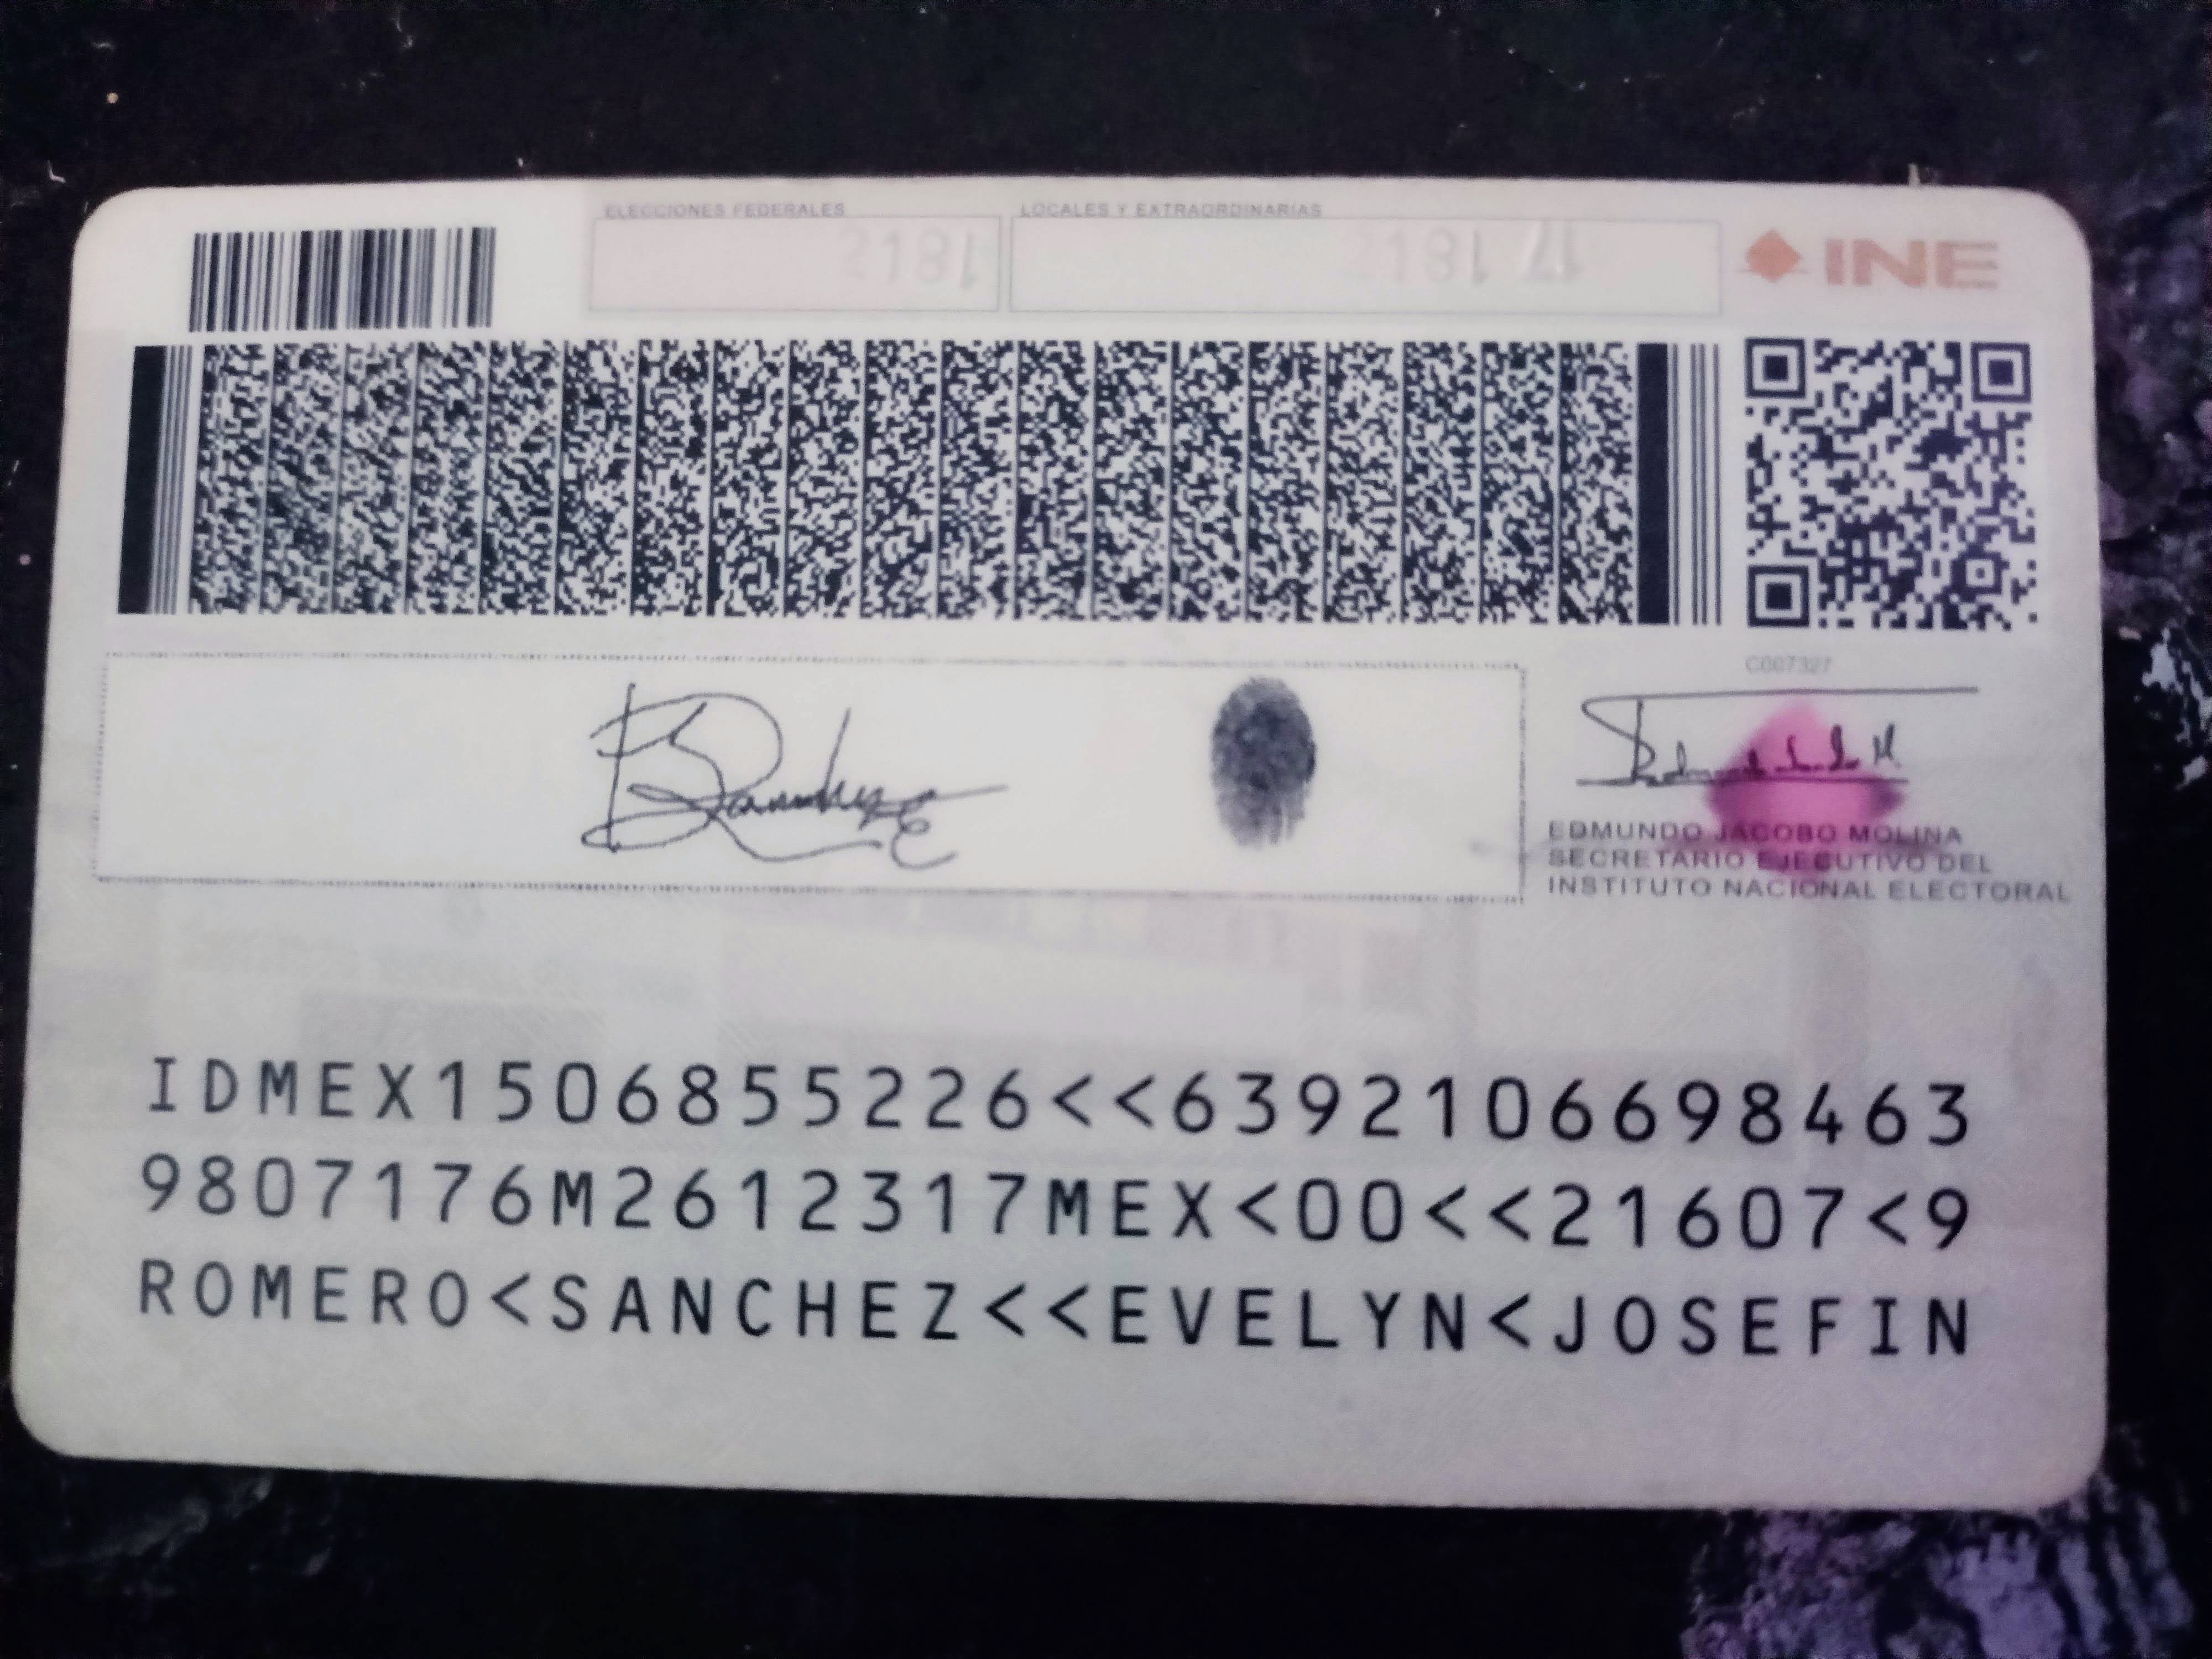 ELECCIONES FEDERALES
LOCALES Y EXTRAORDINARIAS
INE
C007327
EDMUNDO JACOBO MOLINA
SECRETARIO EJECUTIVO DEL
INSTITUTO NACIONAL ELECTORAL
IDMEX1506855226<<6392106698463
9807176M2612317MEX<00<<21607<9
ROMERO<SANCHEZ<<EVELYN<JOSEFIN